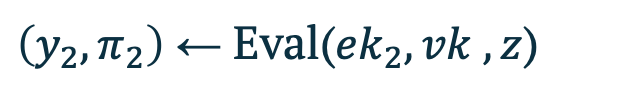 (y₂, π₂) ← Eval(ek₂, vk , z)